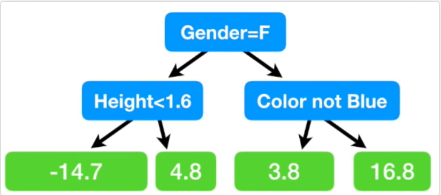 Gender=F
Height<1.6
Color not Blue
-14.7
4.8
3.8
16.8